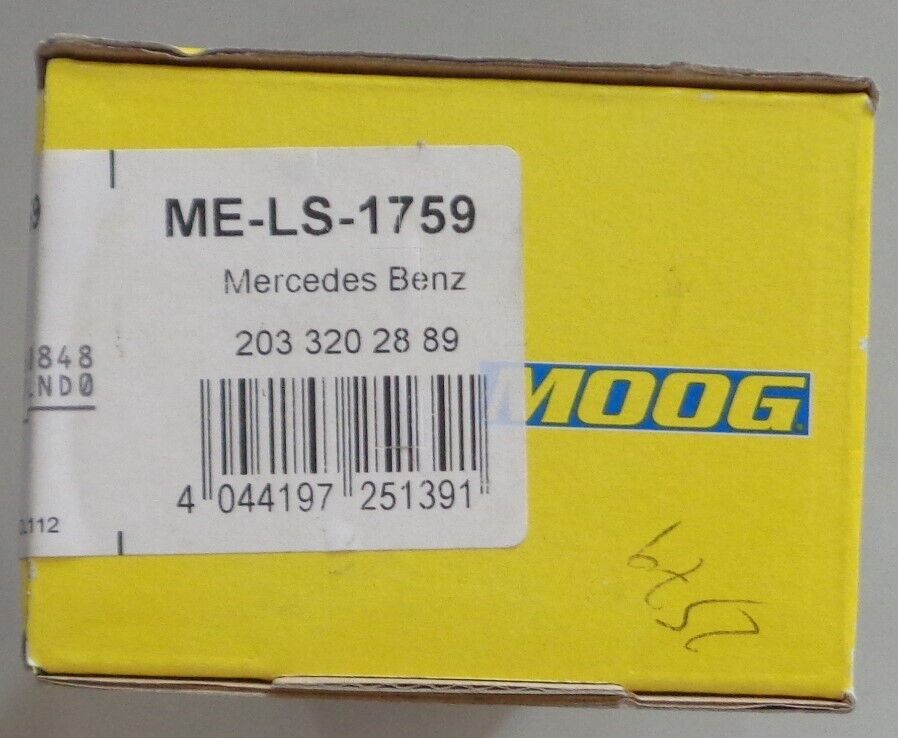 ME-LS-1759
Mercedes Benz
203 320 28 89
4 044197 251391
MOOG